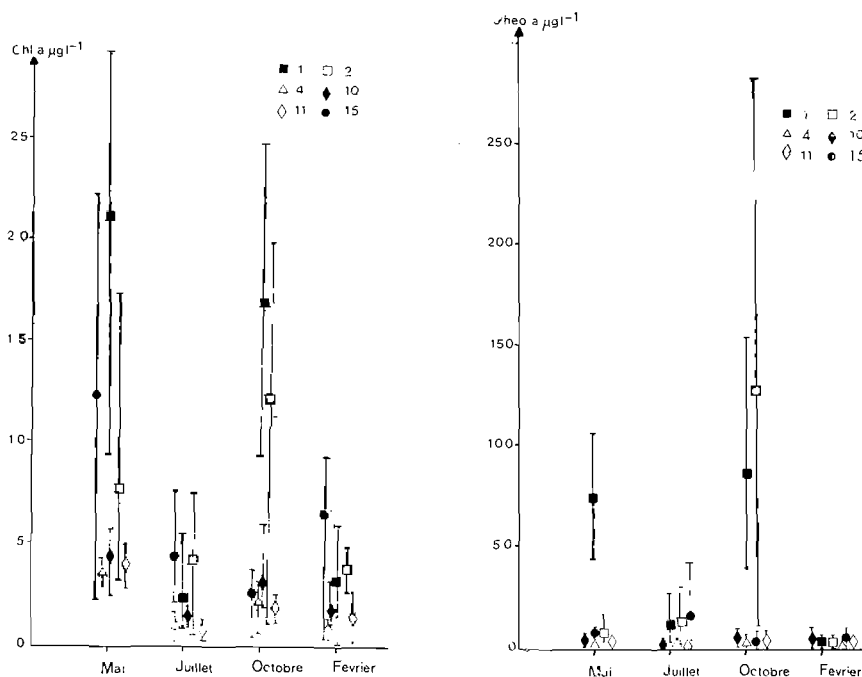 Chl a µgl⁻¹
■ 1 □ 2
△ 4 ♦ 10
◇ 11 ● 15
25
20
15
10
5
0
Mai Juillet Octobre Fevrier
Pheo a µgl⁻¹
■ 1 □ 2
△ 4 ♦ 10
◇ 11 ● 15
250
200
150
100
50
0
Mai Juillet Octobre Fevrier